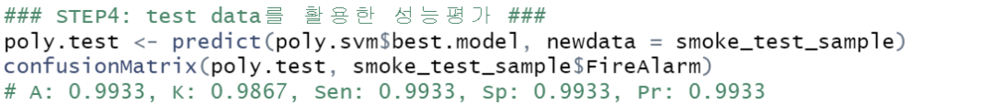 ### STEP4: test data를 활용한 성능평가 ###
poly.test <- predict(poly.svm$best.model, newdata = smoke_test_sample)
confusionMatrix(poly.test, smoke_test_sample$FireAlarm)
# A: 0.9933, K: 0.9867, Sen: 0.9933, Sp: 0.9933, Pr: 0.9933